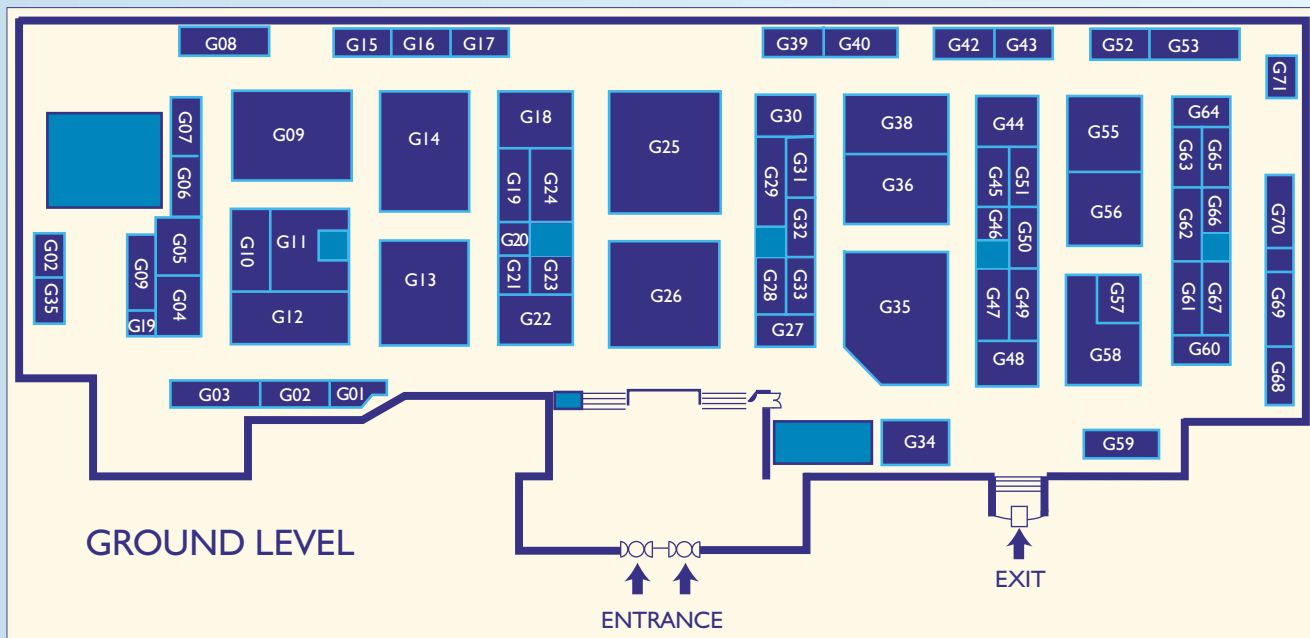 G08
G15 G16 G17
G39 G40
G42 G43
G52 G53
G71
G07
G06
G05
G04
G09
G19
G02
G35
G09
G10
G11
G12
G14
G13
G18
G19
G24
G20
G21
G23
G22
G25
G26
G30
G29
G31
G32
G28
G33
G27
G38
G36
G35
G44
G45
G51
G46
G50
G47
G49
G48
G55
G56
G57
G58
G64
G63
G65
G62
G66
G61
G67
G60
G70
G69
G68
G03 G02 G01
G34
G59
GROUND LEVEL
EXIT
ENTRANCE